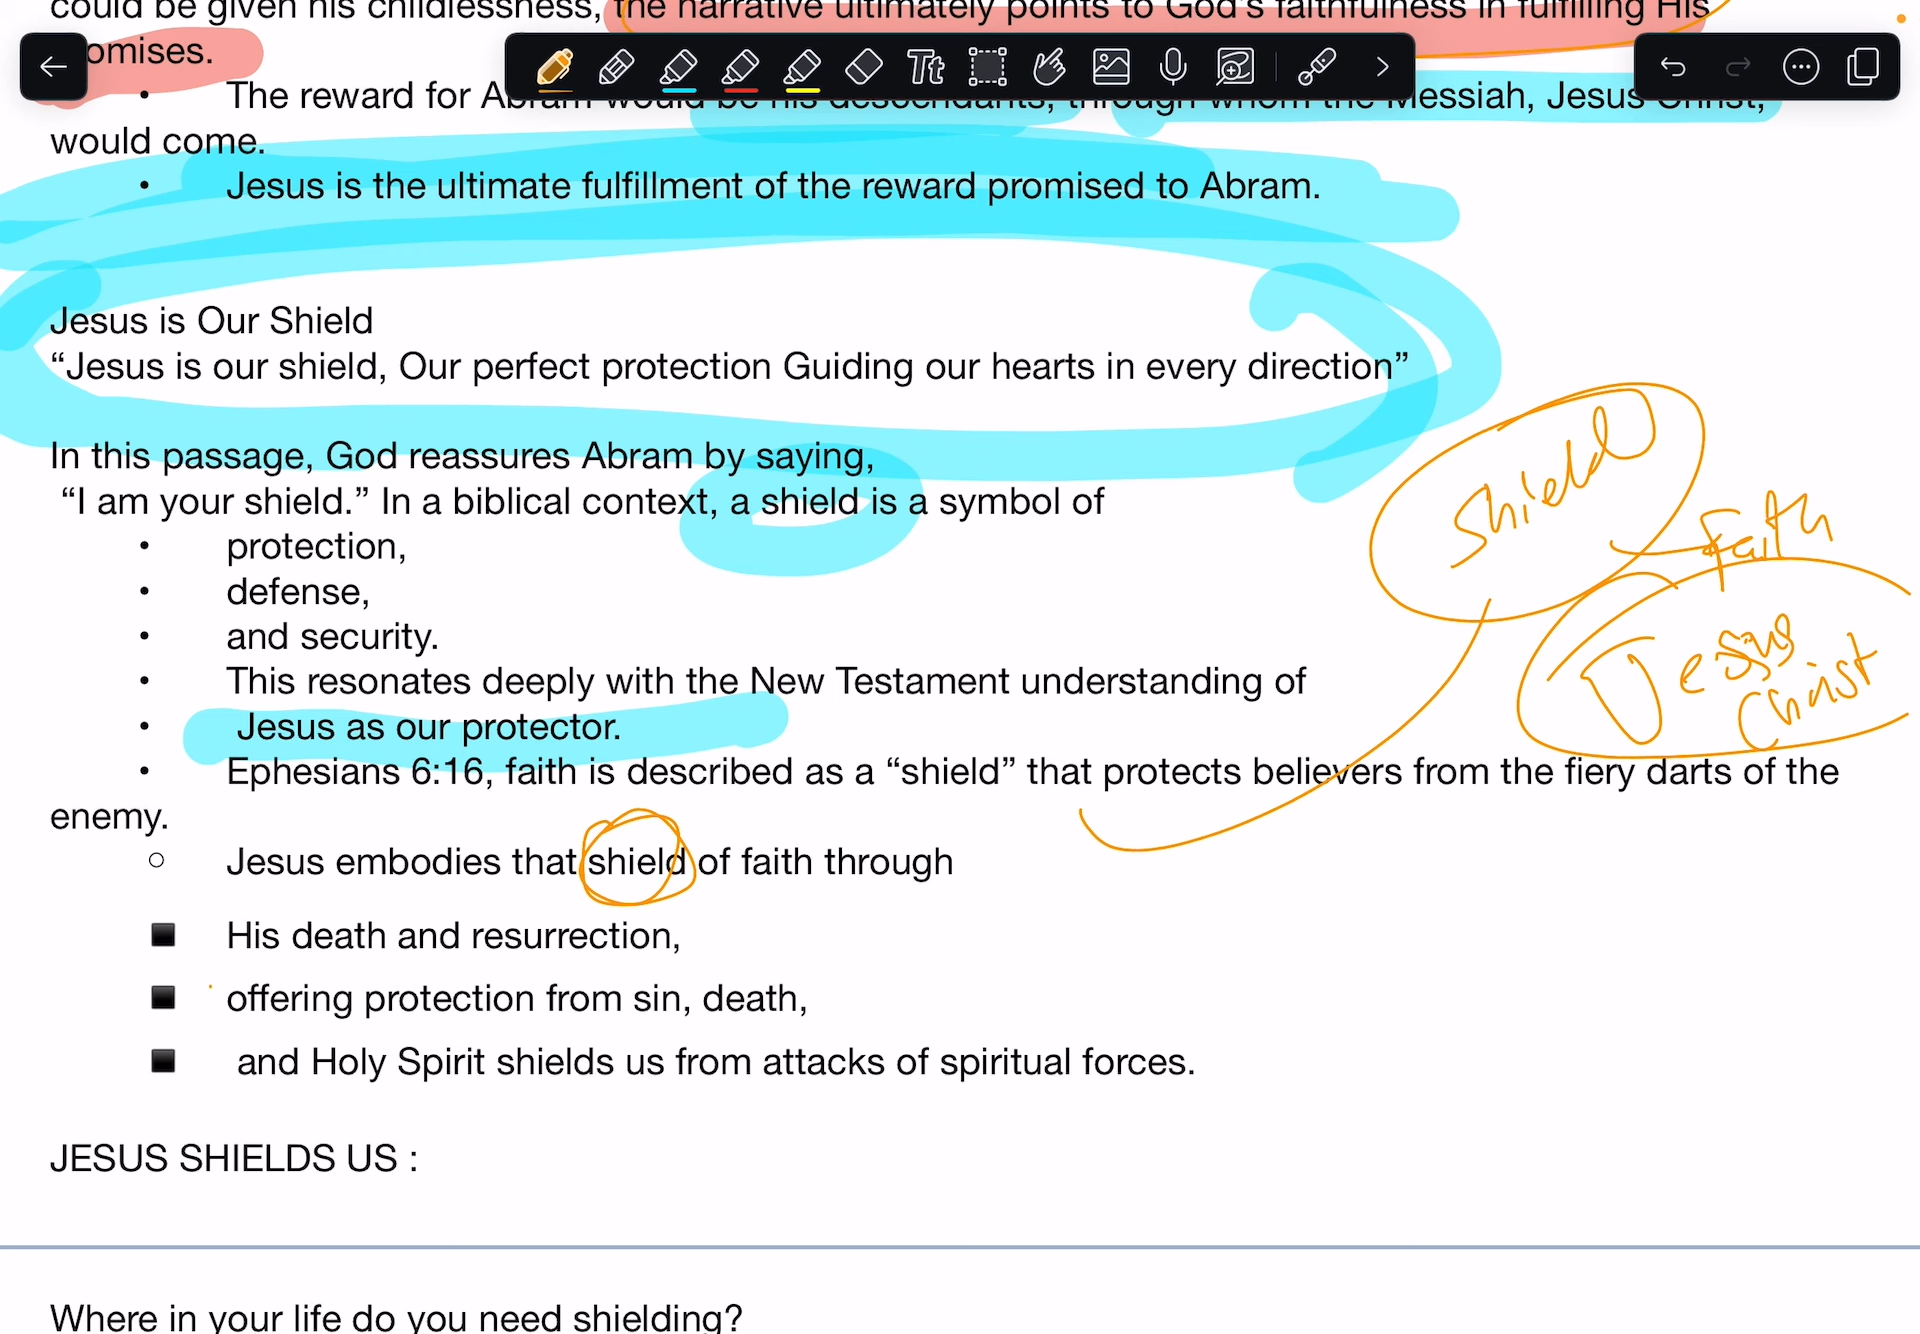 could be given his childlessness, the narrative ultimately points to God's faithfulness in fulfilling His
omises.
Tt
• The reward for Abram would be his descendants, through whom the Messiah, Jesus Christ,
would come.
• Jesus is the ultimate fulfillment of the reward promised to Abram.
Jesus is Our Shield
“Jesus is our shield, Our perfect protection Guiding our hearts in every direction”
In this passage, God reassures Abram by saying,
“I am your shield.” In a biblical context, a shield is a symbol of
• protection,
• defense,
• and security.
• This resonates deeply with the New Testament understanding of
• Jesus as our protector.
• Ephesians 6:16, faith is described as a “shield” that protects believers from the fiery darts of the
enemy.
○ Jesus embodies that shield of faith through
■ His death and resurrection,
■ offering protection from sin, death,
■ and Holy Spirit shields us from attacks of spiritual forces.
JESUS SHIELDS US :
Where in your life do you need shielding?
Shield
Faith
Jesus
Christ